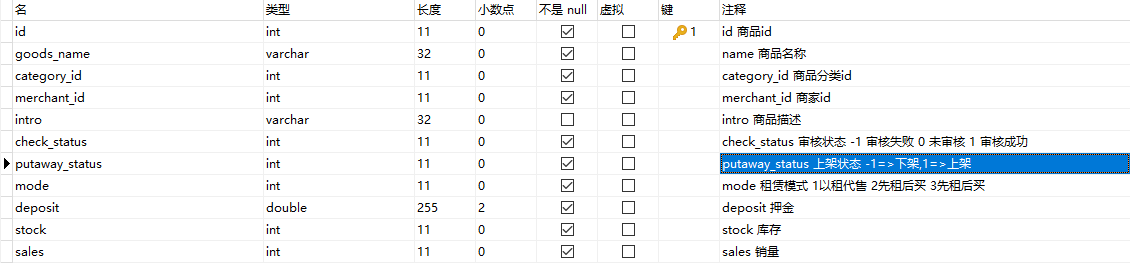 名 类型 长度 小数点 不是 null 虚拟 键 注释
id int 11 0 1 id 商品id
goods_name varchar 32 0 name 商品名称
category_id int 11 0 category_id 商品分类id
merchant_id int 11 0 merchant_id 商家id
intro varchar 32 0 intro 商品描述
check_status int 11 0 check_status 审核状态 -1 审核失败 0 未审核 1 审核成功
putaway_status int 11 0 putaway_status 上架状态 -1=>下架,1=>上架
mode int 11 0 mode 租赁模式 1以租代售 2先租后买 3先租后买
deposit double 255 2 deposit 押金
stock int 11 0 stock 库存
sales int 11 0 sales 销量